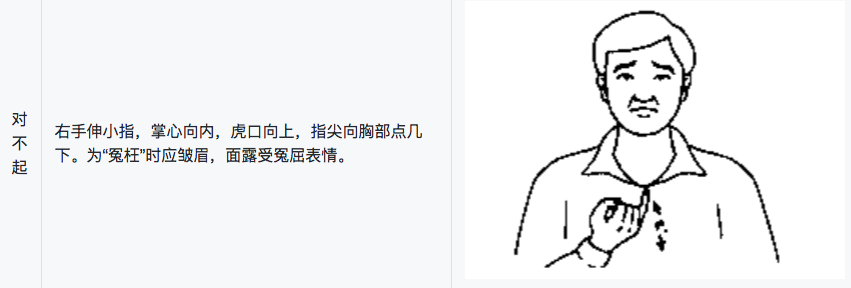 对
不
起
右手伸小指，掌心向内，虎口向上，指尖向胸部点几
下。为“冤枉”时应皱眉，面露受冤屈表情。